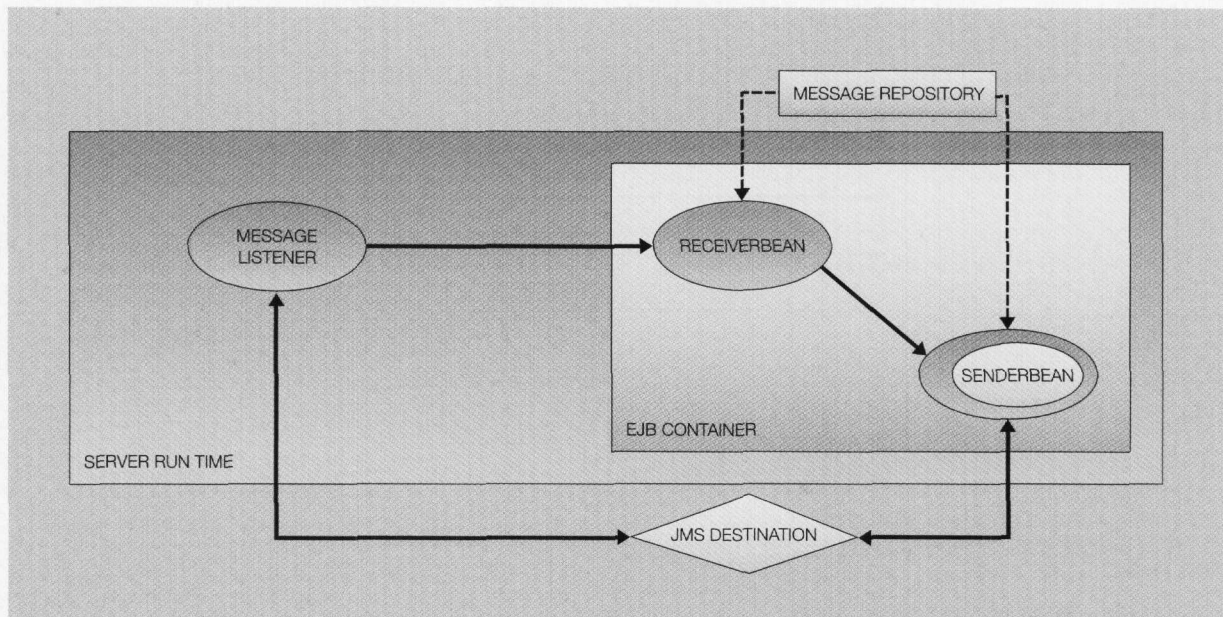 MESSAGE REPOSITORY
MESSAGE
LISTENER
RECEIVERBEAN
SENDERBEAN
EJB CONTAINER
SERVER RUN TIME
JMS DESTINATION